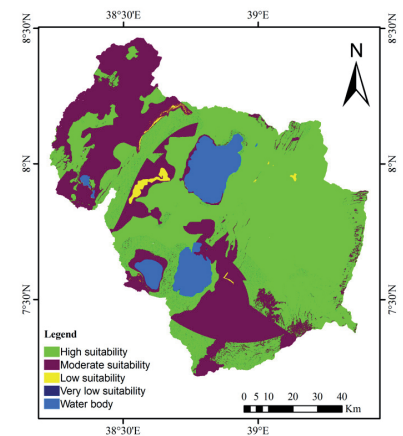 38°30'E 39°E
8°30'N 8°30'N
N
8°N 8°N
7°30'N 7°30'N
Legend
High suitability
Moderate suitability
Low suitability
Very low suitability
Water body
0 5 10 20 30 40
Km
38°30'E 39°E